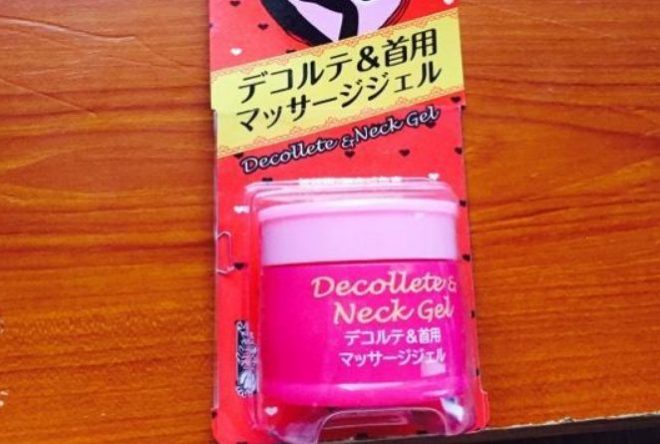 デコルテ&首用
マッサージジェル
Decollete & Neck Gel
Decollete &
Neck Gel
デコルテ&首用
マッサージジェル